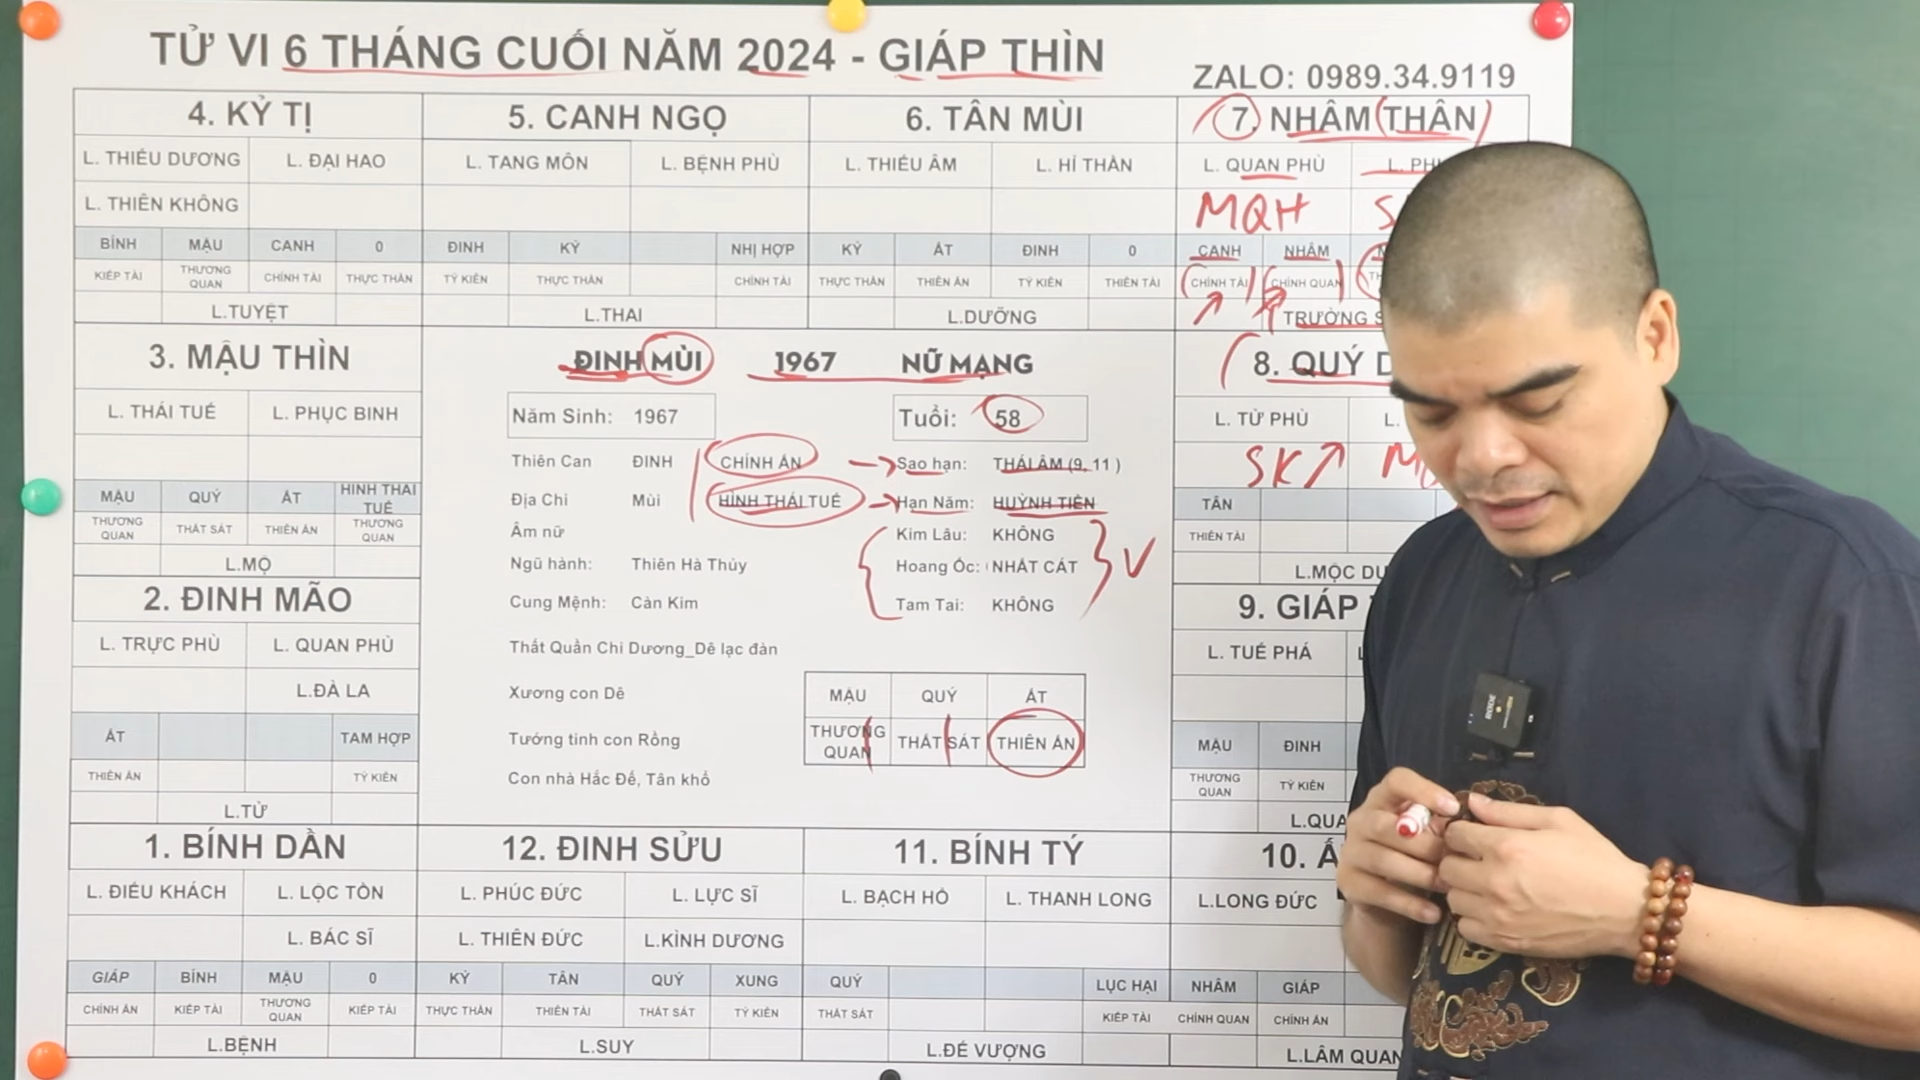 TỬ VI 6 THÁNG CUỐI NĂM 2024 - GIÁP THÌN
ZALO: 0989.34.9119
4. KỶ TỊ
L. THIẾU DƯƠNG L. ĐẠI HAO
L. THIÊN KHÔNG
BÍNH MẬU CANH 0
KIẾP TÀI THƯƠNG QUAN CHÍNH TÀI THỰC THẦN
L.TUYỆT
5. CANH NGỌ
L. TANG MÔN L. BỆNH PHÙ
ĐINH KỶ NHỊ HỢP
TỶ KIÊN THỰC THẦN CHÍNH TÀI
L.THAI
6. TÂN MÙI
L. THIẾU ÂM L. HỈ THẦN
KỶ ẤT ĐINH 0
THỰC THẦN THIÊN ẤN TỶ KIÊN THIÊN TÀI
L.DƯỠNG
7. NHÂM THÂN
L. QUAN PHÙ
MQH
CANH NHÂM
CHÍNH TÀI CHÍNH QUAN
TRƯỜNG
3. MẬU THÌN
L. THÁI TUẾ L. PHỤC BINH
MẬU QUÝ ẤT HÌNH THÁI TUẾ
THƯƠNG QUAN THẤT SÁT THIÊN ẤN THƯƠNG QUAN
L.MỘ
ĐINH MÙI 1967 NỮ MẠNG
Năm Sinh: 1967 Tuổi: 58
Thiên Can ĐINH CHÍNH ẤN Sao hạn: THÁI ÂM (9, 11 )
Địa Chi Mùi HÌNH THÁI TUẾ Hạn Năm: HUỲNH TIÊN
Âm nữ Kim Lâu: KHÔNG
Ngũ hành: Thiên Hà Thủy Hoang Ốc: NHẤT CÁT
Cung Mệnh: Càn Kim Tam Tai: KHÔNG
Thất Quần Chi Dương_Dê lạc đàn
Xương con Dê
Tướng tinh con Rồng
Con nhà Hắc Đế, Tân khổ
MẬU QUÝ ẤT
THƯƠNG QUAN THẤT SÁT THIÊN ẤN
8. QUÝ
L. TỬ PHÙ L.
SK
TÂN
THIÊN TÀI
L.MỘC
2. ĐINH MÃO
L. TRỰC PHÙ L. QUAN PHÙ
L.ĐÀ LA
ẤT TAM HỢP
THIÊN ẤN TỶ KIÊN
L.TỬ
9. GIÁP
L. TUẾ PHÁ
MẬU ĐINH
THƯƠNG QUAN TỶ KIÊN
1. BÍNH DẦN
L. ĐIẾU KHÁCH L. LỘC TỒN
L. BÁC SĨ
GIÁP BÍNH MẬU 0
CHÍNH ẤN KIẾP TÀI THƯƠNG QUAN KIẾP TÀI
L.BỆNH
12. ĐINH SỬU
L. PHÚC ĐỨC L. LỰC SĨ
L. THIÊN ĐỨC L.KÌNH DƯƠNG
KỶ TÂN QUÝ XUNG
THỰC THẦN THIÊN TÀI THẤT SÁT TỶ KIÊN
L.SUY
11. BÍNH TÝ
L. BẠCH HỔ L. THANH LONG
QUÝ LỤC HẠI
THẤT SÁT KIẾP TÀI
L.ĐẾ VƯỢNG
10.
L.LONG ĐỨC
NHÂM GIÁP
CHÍNH QUAN CHÍNH ẤN
L.LÂM QUAN
RODE